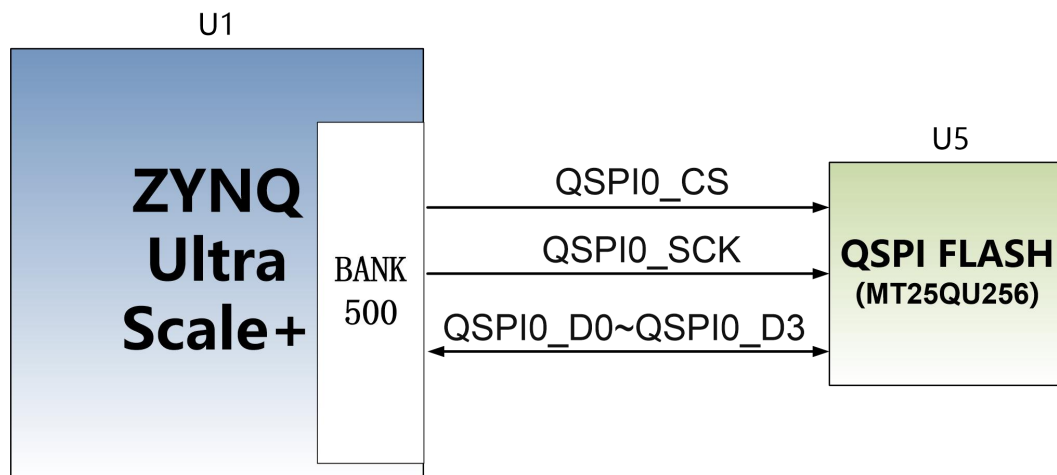 U1
ZYNQ
Ultra
Scale+
BANK
500
QSPI0_CS
QSPI0_SCK
QSPI0_D0~QSPI0_D3
U5
QSPI FLASH
(MT25QU256)